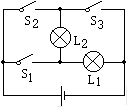 S₂ S₃
L₂
S₁ L₁